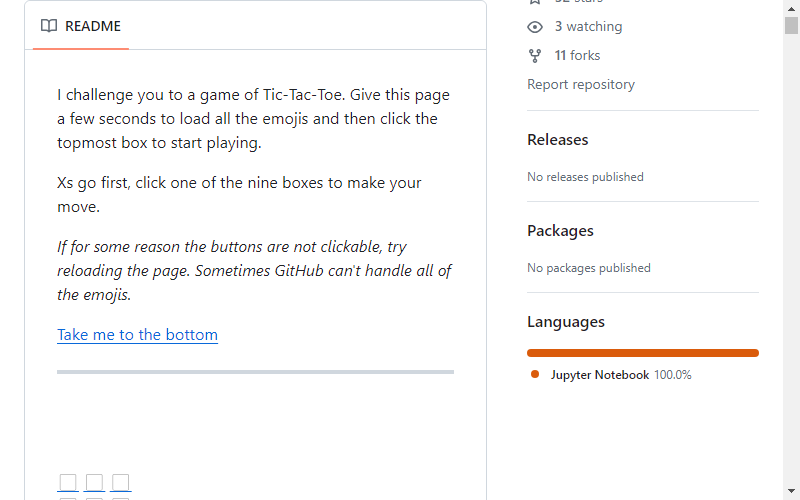 README
I challenge you to a game of Tic-Tac-Toe. Give this page
a few seconds to load all the emojis and then click the
topmost box to start playing.
Xs go first, click one of the nine boxes to make your
move.
If for some reason the buttons are not clickable, try
reloading the page. Sometimes GitHub can't handle all of
the emojis.
Take me to the bottom
3 watching
11 forks
Report repository
Releases
No releases published
Packages
No packages published
Languages
Jupyter Notebook 100.0%